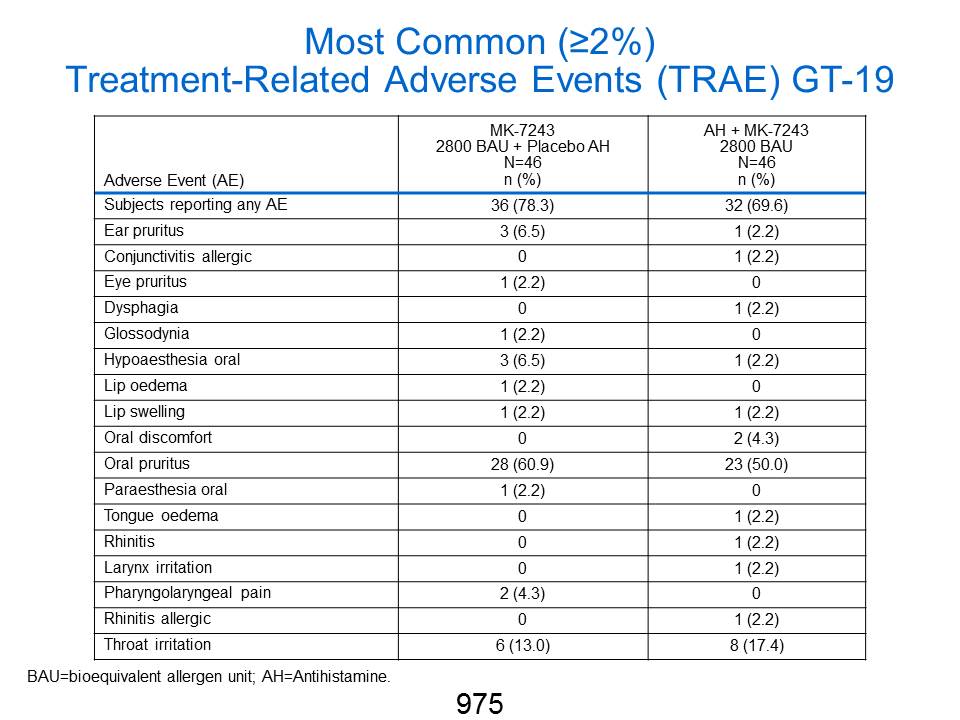 Most Common (≥2%)
Treatment-Related Adverse Events (TRAE) GT-19
Adverse Event (AE)
MK-7243
2800 BAU + Placebo AH
N=46
n (%)
AH + MK-7243
2800 BAU
N=46
n (%)
Subjects reporting any AE 36 (78.3) 32 (69.6)
Ear pruritus 3 (6.5) 1 (2.2)
Conjunctivitis allergic 0 1 (2.2)
Eye pruritus 1 (2.2) 0
Dysphagia 0 1 (2.2)
Glossodynia 1 (2.2) 0
Hypoaesthesia oral 3 (6.5) 1 (2.2)
Lip oedema 1 (2.2) 0
Lip swelling 1 (2.2) 1 (2.2)
Oral discomfort 0 2 (4.3)
Oral pruritus 28 (60.9) 23 (50.0)
Paraesthesia oral 1 (2.2) 0
Tongue oedema 0 1 (2.2)
Rhinitis 0 1 (2.2)
Larynx irritation 0 1 (2.2)
Pharyngolaryngeal pain 2 (4.3) 0
Rhinitis allergic 0 1 (2.2)
Throat irritation 6 (13.0) 8 (17.4)
BAU=bioequivalent allergen unit; AH=Antihistamine.
975